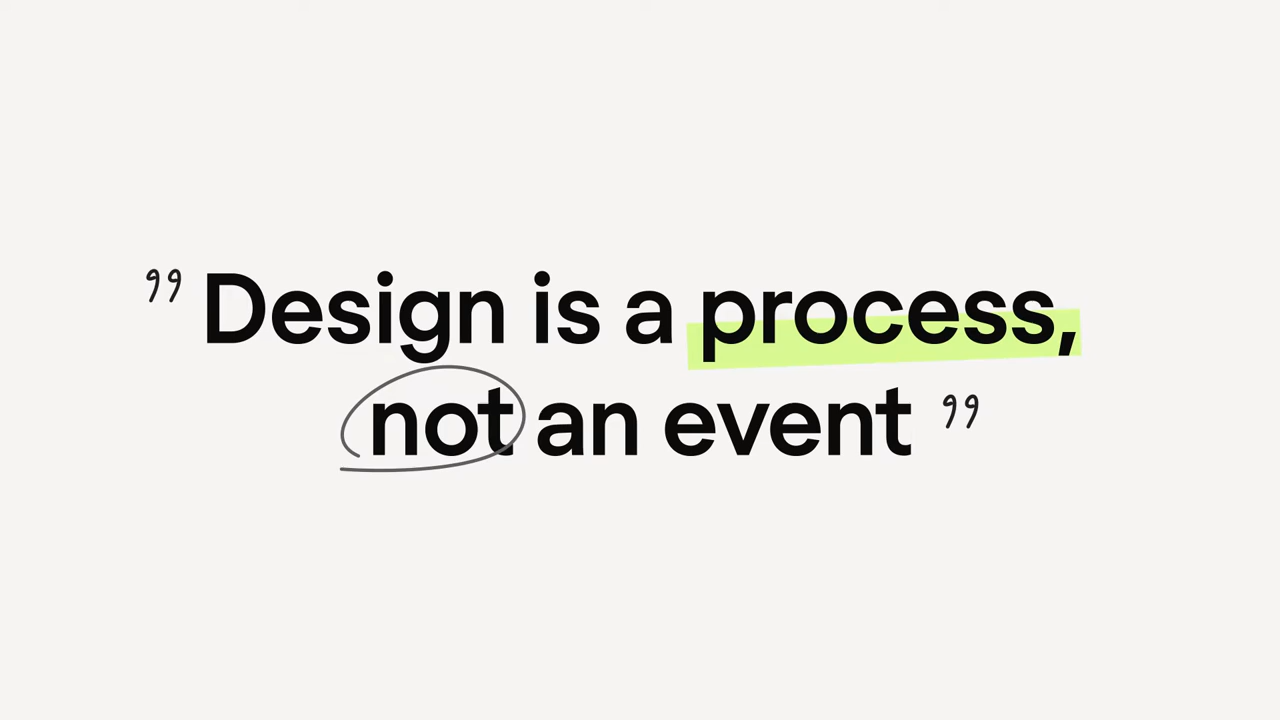 ” Design is a process,
not an event ”